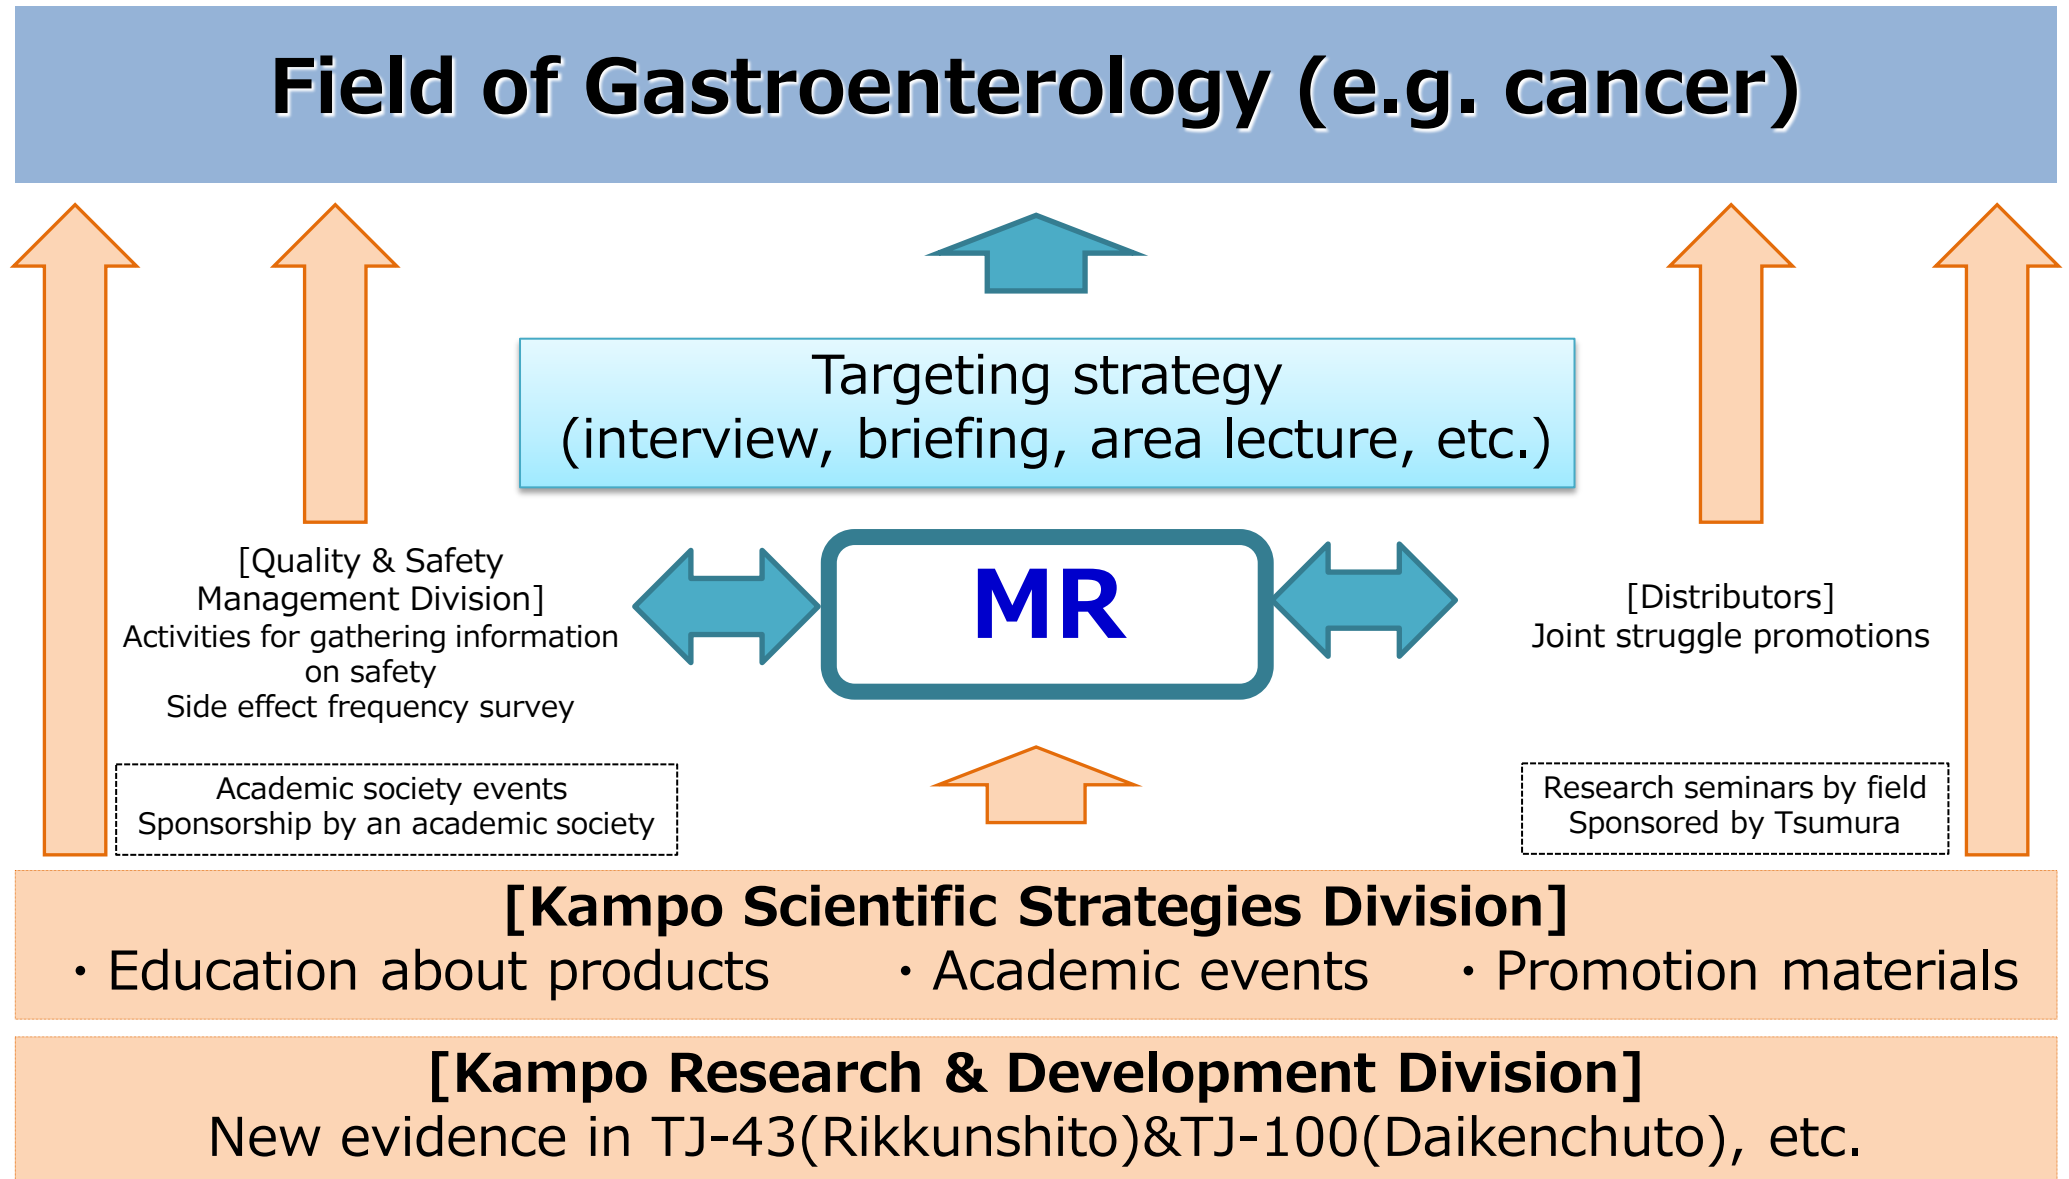 Field of Gastroenterology (e.g. cancer)
Targeting strategy
(interview, briefing, area lecture, etc.)
[Quality & Safety
Management Division]
Activities for gathering information
on safety
Side effect frequency survey
MR
[Distributors]
Joint struggle promotions
Academic society events
Sponsorship by an academic society
Research seminars by field
Sponsored by Tsumura
[Kampo Scientific Strategies Division]
・Education about products ・Academic events ・Promotion materials
[Kampo Research & Development Division]
New evidence in TJ-43(Rikkunshito)&TJ-100(Daikenchuto), etc.